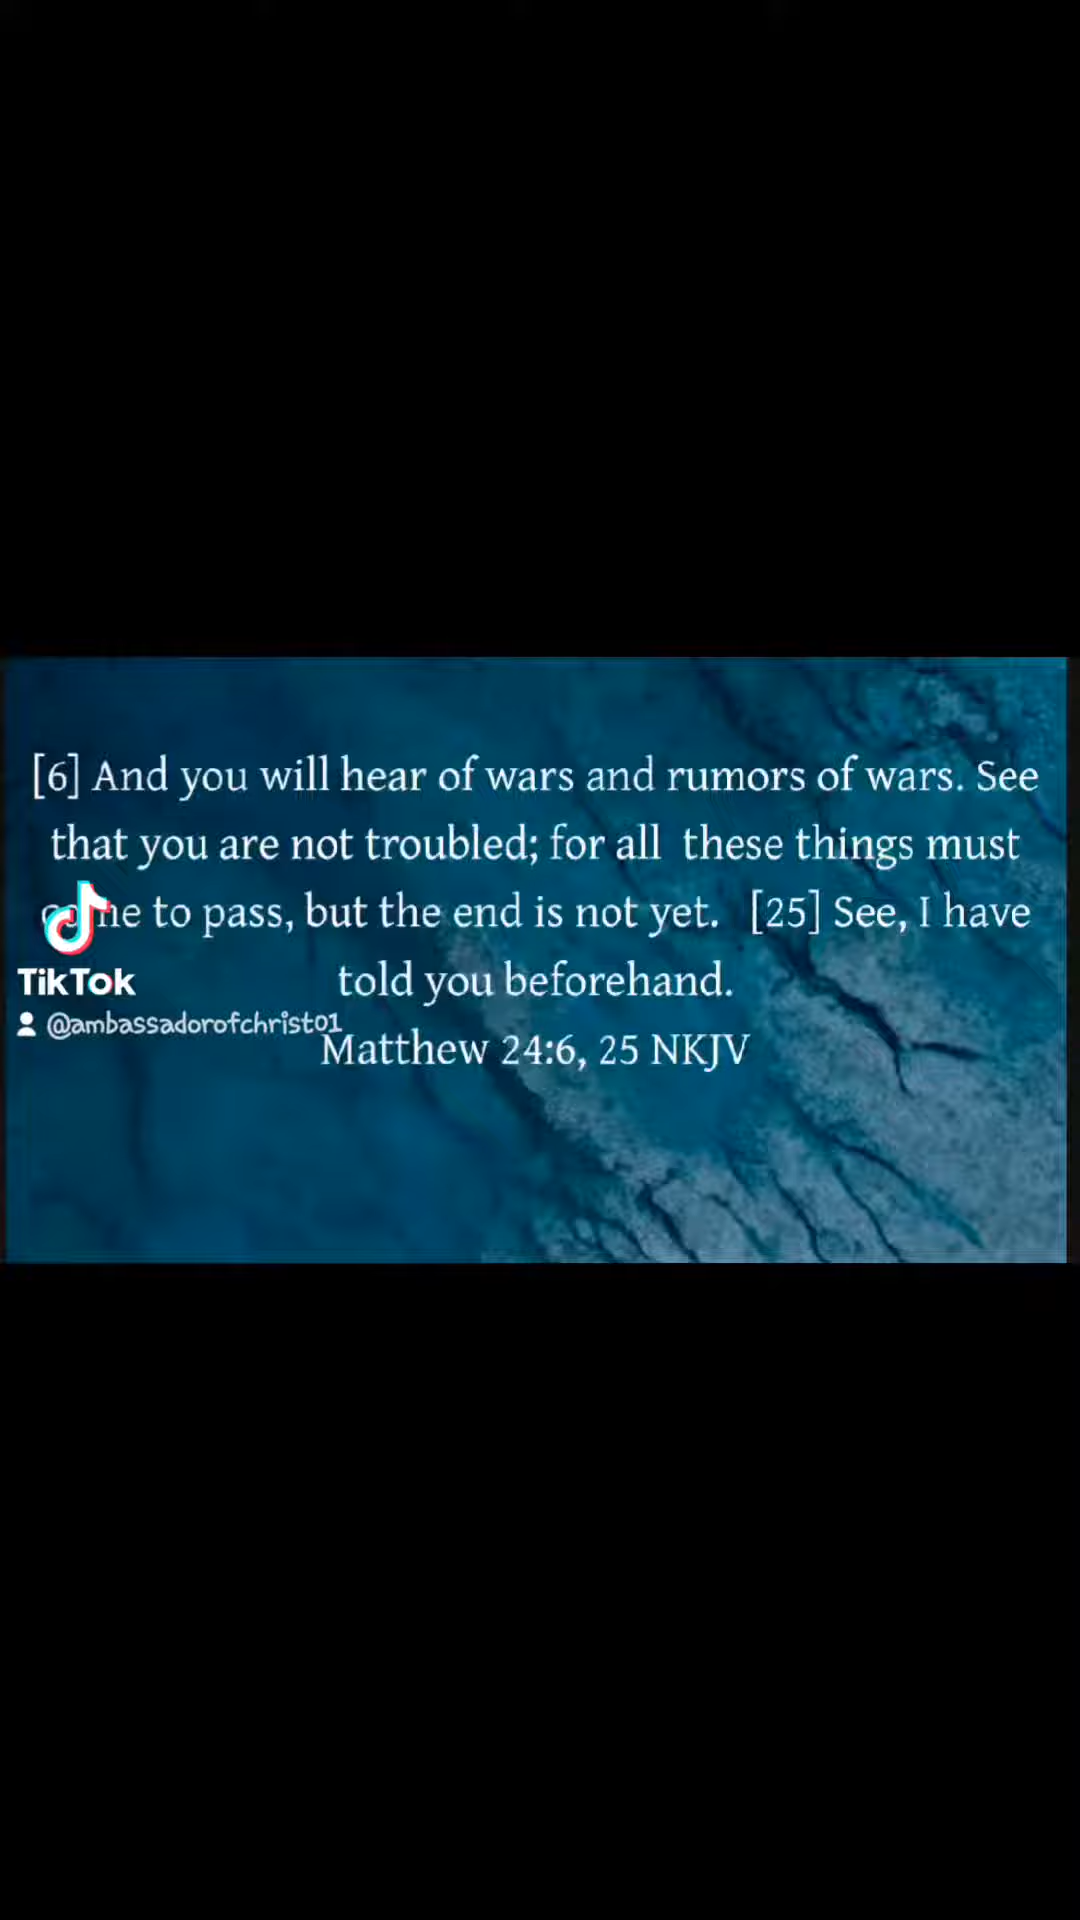 [6] And you will hear of wars and rumors of wars. See
that you are not troubled; for all these things must
come to pass, but the end is not yet. [25] See, I have
told you beforehand.
Matthew 24:6, 25 NKJV
TikTok
@ambassadorofchrist01